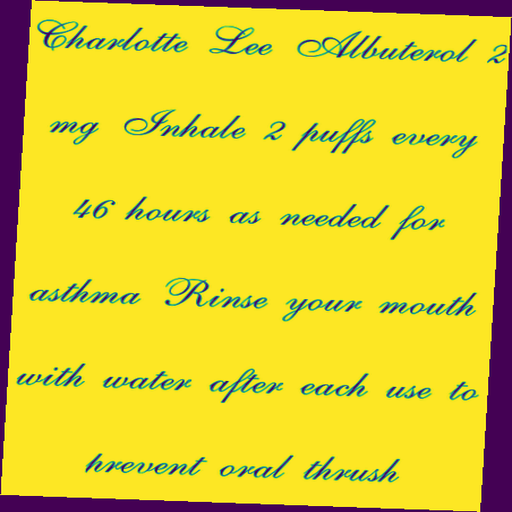 Charlotte Lee Albuterol 2
mg Inhale 2 puffs every
46 hours as needed for
asthma Rinse your mouth
with water after each use to
prevent oral thrush